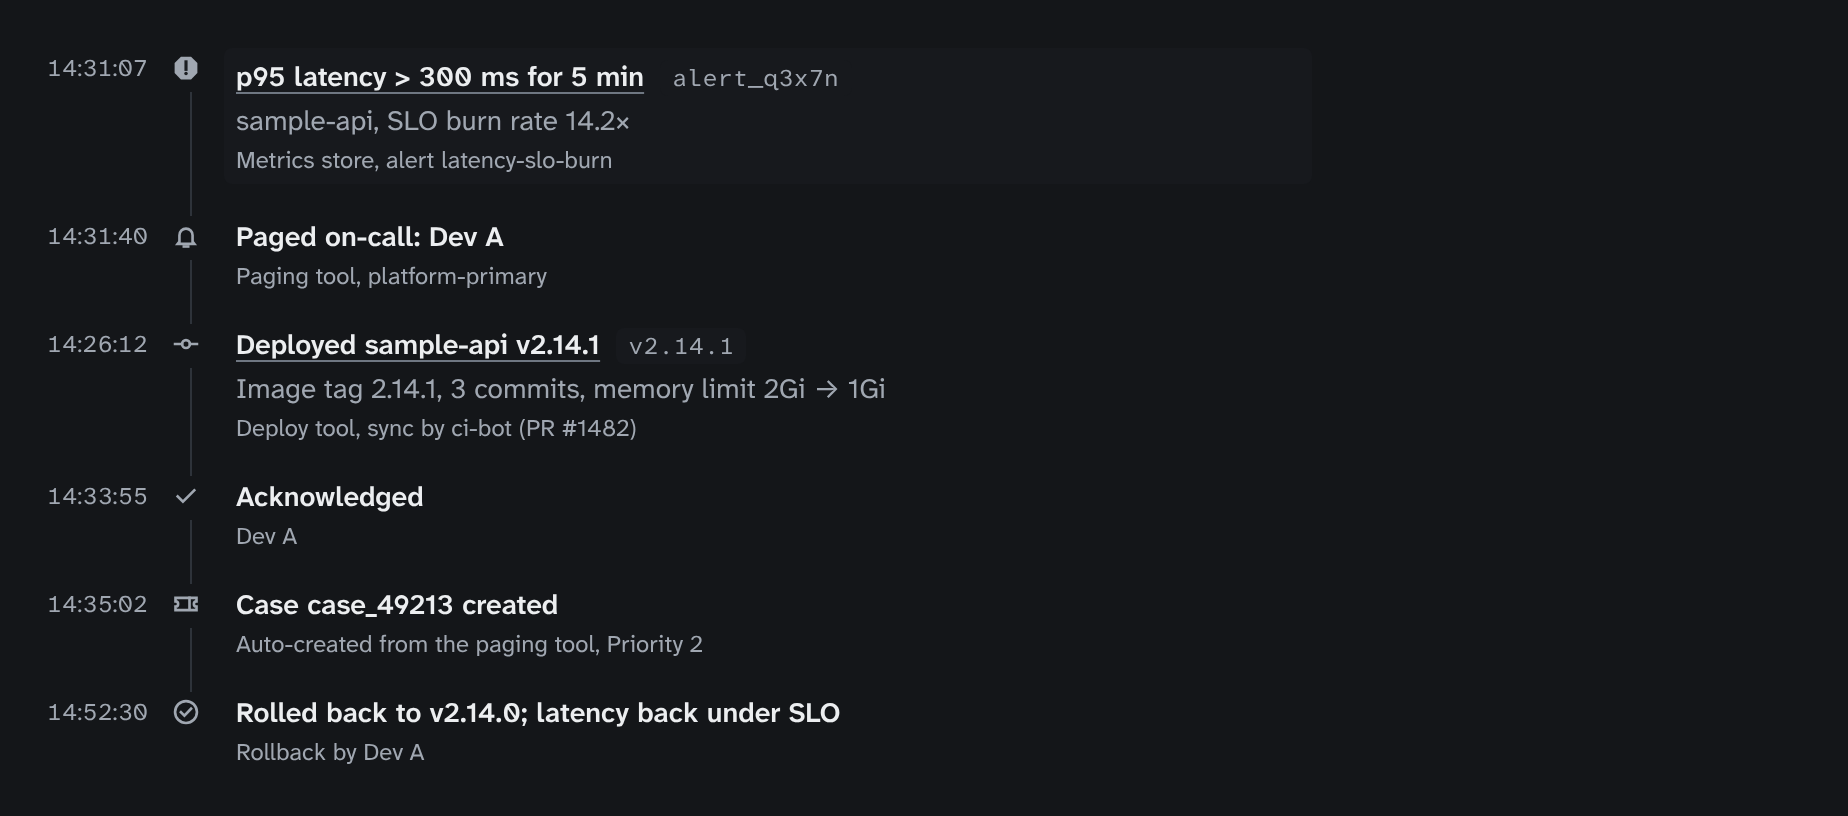 14:31:07 p95 latency > 300 ms for 5 min alert_q3x7n
sample-api, SLO burn rate 14.2×
Metrics store, alert latency-slo-burn
14:31:40 Paged on-call: Dev A
Paging tool, platform-primary
14:26:12 Deployed sample-api v2.14.1 v2.14.1
Image tag 2.14.1, 3 commits, memory limit 2Gi → 1Gi
Deploy tool, sync by ci-bot (PR #1482)
14:33:55 Acknowledged
Dev A
14:35:02 Case case_49213 created
Auto-created from the paging tool, Priority 2
14:52:30 Rolled back to v2.14.0; latency back under SLO
Rollback by Dev A